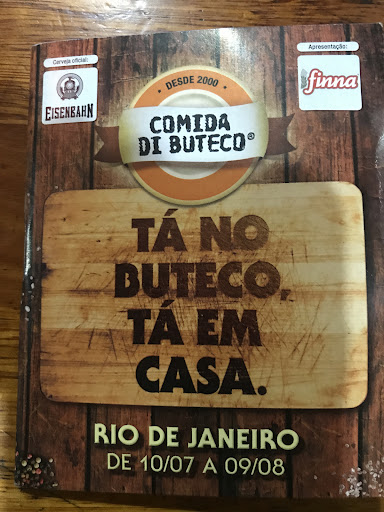 Cerveja oficial:
EISENBAHN
Apresentação:
finna
• DESDE 2000 •
COMIDA
DI BUTECO®
TÁ NO
BUTECO,
TÁ EM
CASA.
RIO DE JANEIRO
DE 10/07 A 09/08